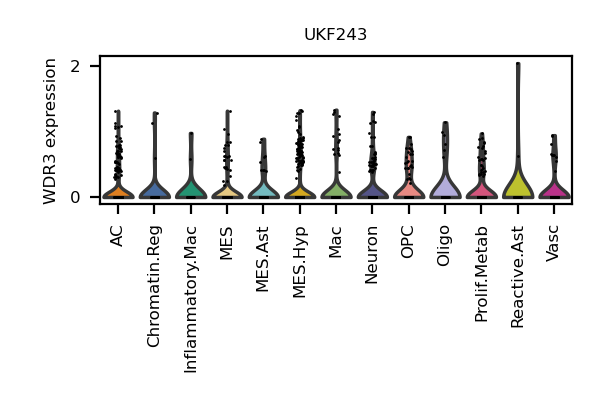 UKF243
WDR3 expression
2
0
AC
Chromatin.Reg
Inflammatory.Mac
MES
MES.Ast
MES.Hyp
Mac
Neuron
OPC
Oligo
Prolif.Metab
Reactive.Ast
Vasc